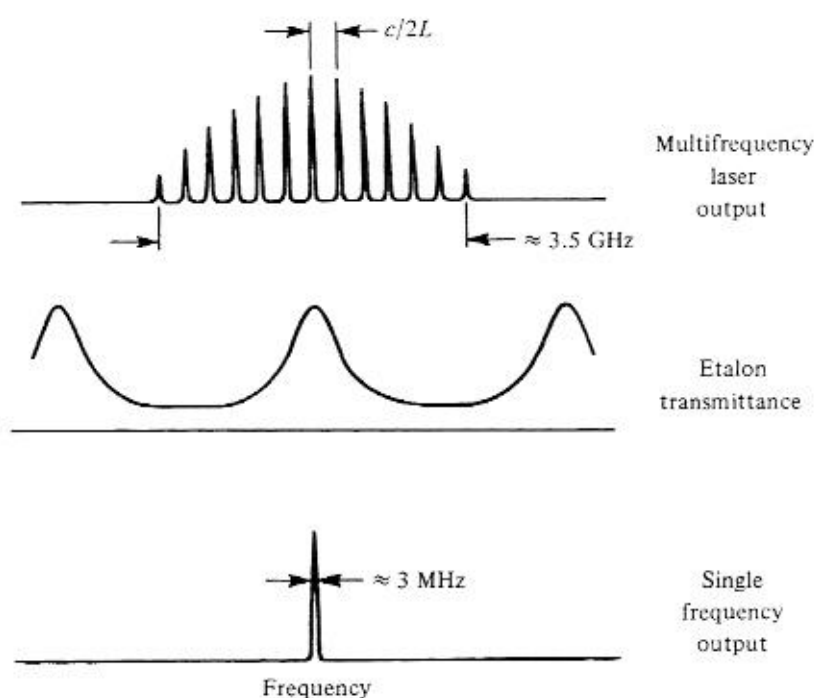 c/2L
Multifrequency
laser
output
≈ 3.5 GHz
Etalon
transmittance
≈ 3 MHz
Single
frequency
output
Frequency